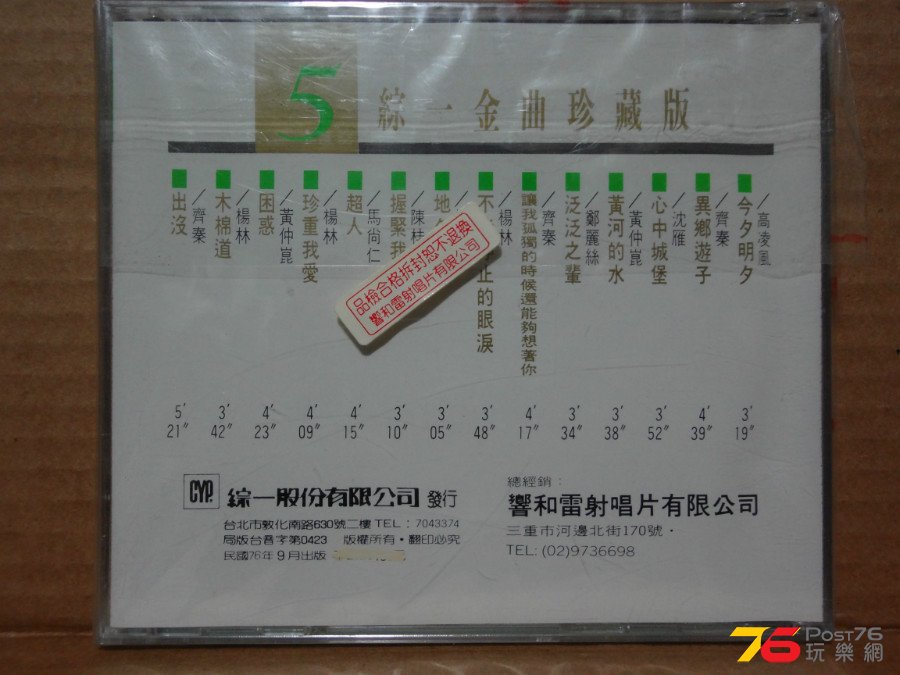 5 綜一金曲珍藏版
今夕明夕／高凌風
異鄉遊子／齊秦
心中城堡／沈雁
黃河的水／黃仲崑
泛泛之輩／鄭麗絲
讓我孤獨的時候還能夠想著你／齊秦
不 止的眼淚／楊林
地
握緊我／陳桂
超人／馬尚仁
珍重我愛／楊林
困惑／黃仲崑
木棉道／楊林
出沒／齊秦
品檢合格拆封恕不退換
響和雷射唱片有限公司
5' 3' 4' 4' 4' 3' 3' 3' 4' 3' 3' 3' 4' 3'
21" 42" 23" 09" 15" 10" 05" 48" 17" 34" 38" 52" 39" 19"
CYP. 綜一股份有限公司 發行
台北市敦化南路630號二樓 TEL：7043374
局版台音字第0423 版權所有・翻印必究
民國76年9月出版
總經銷：
響和雷射唱片有限公司
三重市河邊北街170號・
TEL:(02)9736698
76 Post76
玩樂網